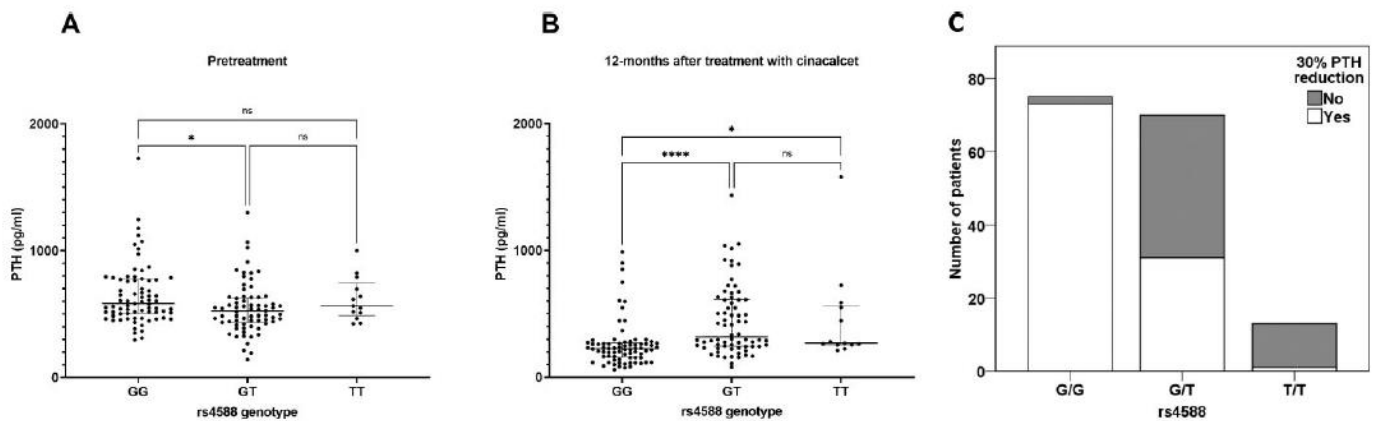 A
Pretreatment
ns
* ns
2000
1000
0
PTH (pg/ml)
GG GT TT
rs4588 genotype
B
12-months after treatment with cinacalcet
*
**** ns
2000
1000
0
PTH (pg/ml)
GG GT TT
rs4588 genotype
C
30% PTH
reduction
No
Yes
80
60
40
20
0
Number of patients
G/G G/T T/T
rs4588